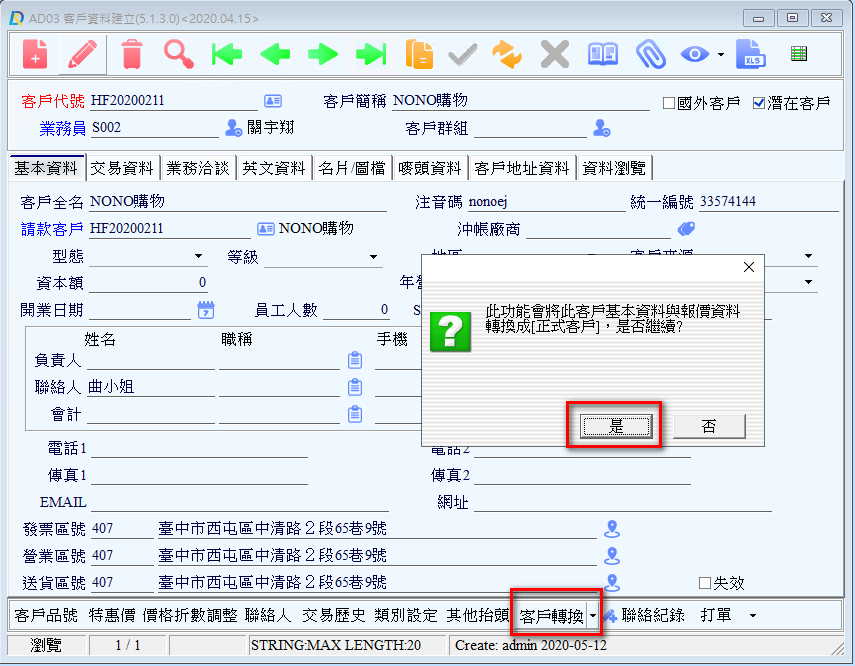 AD03 客戶資料建立(5.1.3.0)<2020.04.15>
XLS
客戶代號 HF20200211 客戶簡稱 NONO購物 國外客戶 潛在客戶
業務員 S002 關宇翔 客戶群組
基本資料 交易資料 業務洽談 英文資料 名片/圖檔 嘜頭資料 客戶地址資料 資料瀏覽
客戶全名 NONO購物 注音碼 nonoej 統一編號 33574144
請款客戶 HF20200211 NONO購物 沖帳廠商
型態 等級
資本額 0
開業日期 7 員工人數 0 S
此功能會將此客戶基本資料與報價資料
轉換成[正式客戶]，是否繼續?
是 否
姓名 職稱 手機
負責人
聯絡人 曲小姐
會計
電話1 電話2
傳真1 傳真2
EMAIL 網址
發票區號 407 臺中市西屯區中清路２段65巷9號
營業區號 407 臺中市西屯區中清路２段65巷9號
送貨區號 407 臺中市西屯區中清路２段65巷9號 失效
客戶品號 特惠價 價格折數調整 聯絡人 交易歷史 類別設定 其他抬頭 客戶轉換 聯絡紀錄 打單
瀏覽 1 / 1 STRING:MAX LENGTH:20 Create: admin 2020-05-12